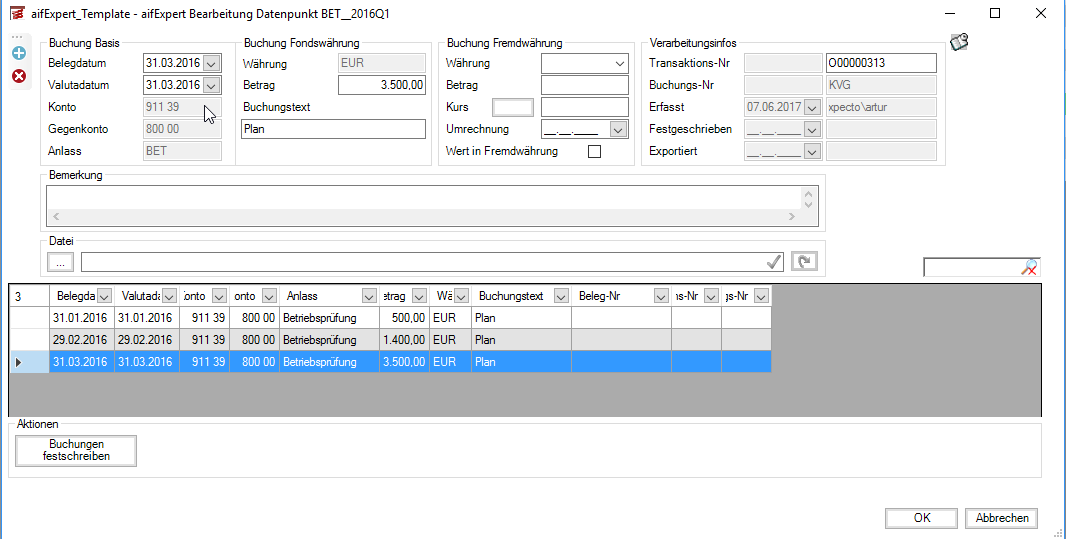 aifExpert_Template - aifExpert Bearbeitung Datenpunkt BET__2016Q1
Buchung Basis
Belegdatum 31.03.2016
Valutadatum 31.03.2016
Konto 911 39
Gegenkonto 800 00
Anlass BET
Buchung Fondswährung
Währung EUR
Betrag 3.500,00
Buchungstext
Plan
Buchung Fremdwährung
Währung
Betrag
Kurs
Umrechnung __.__.____
Wert in Fremdwährung
Verarbeitungsinfos
Transaktions-Nr O00000313
Buchungs-Nr KVG
Erfasst 07.06.2017 xpecto\artur
Festgeschrieben __.__.____
Exportiert __.__.____
Bemerkung
Datei
...
3 Belegda Valutada Konto onto Anlass etrag Wä Buchungstext Beleg-Nr ns-Nr gs-Nr
31.01.2016 31.01.2016 911 39 800 00 Betriebsprüfung 500,00 EUR Plan
29.02.2016 29.02.2016 911 39 800 00 Betriebsprüfung 1.400,00 EUR Plan
31.03.2016 31.03.2016 911 39 800 00 Betriebsprüfung 3.500,00 EUR Plan
Aktionen
Buchungen
festschreiben
OK Abbrechen